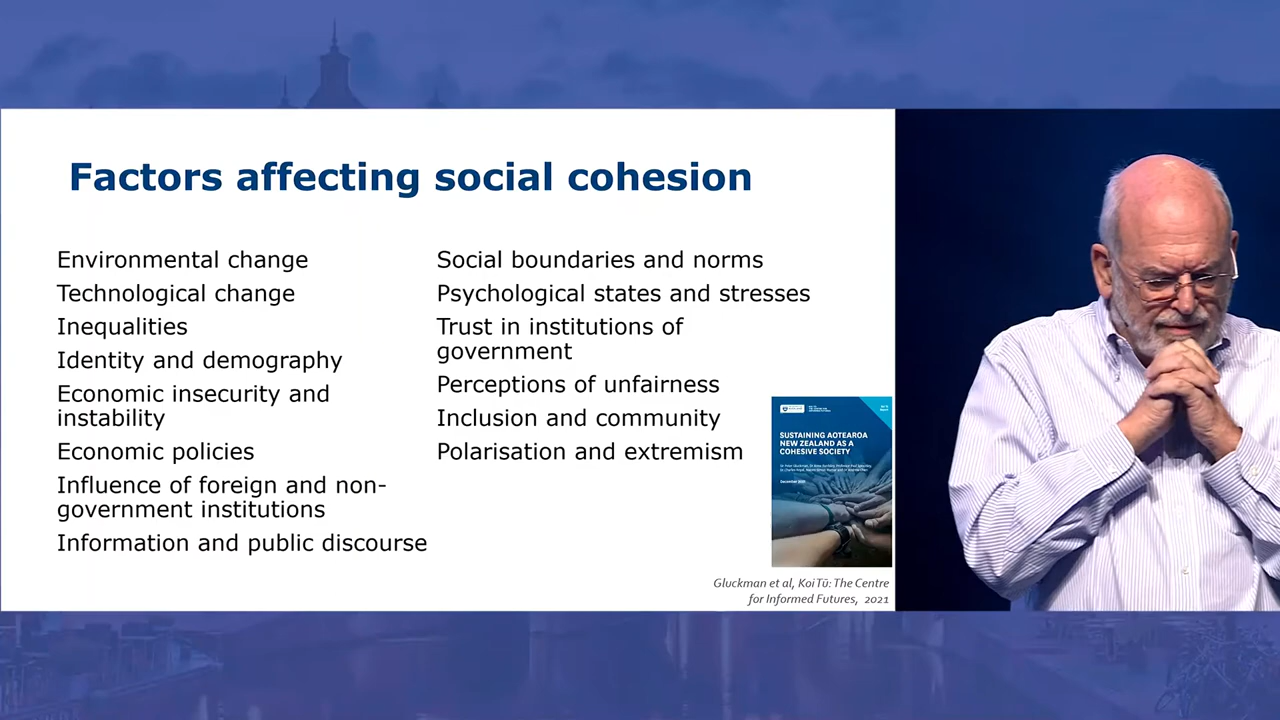 Factors affecting social cohesion
Environmental change
Technological change
Inequalities
Identity and demography
Economic insecurity and
instability
Economic policies
Influence of foreign and non-
government institutions
Information and public discourse
Social boundaries and norms
Psychological states and stresses
Trust in institutions of
government
Perceptions of unfairness
Inclusion and community
Polarisation and extremism
SUSTAINING AOTEAROA
NEW ZEALAND AS A
COHESIVE SOCIETY
December 2021
Gluckman et al, Koi Tū: The Centre
for Informed Futures, 2021